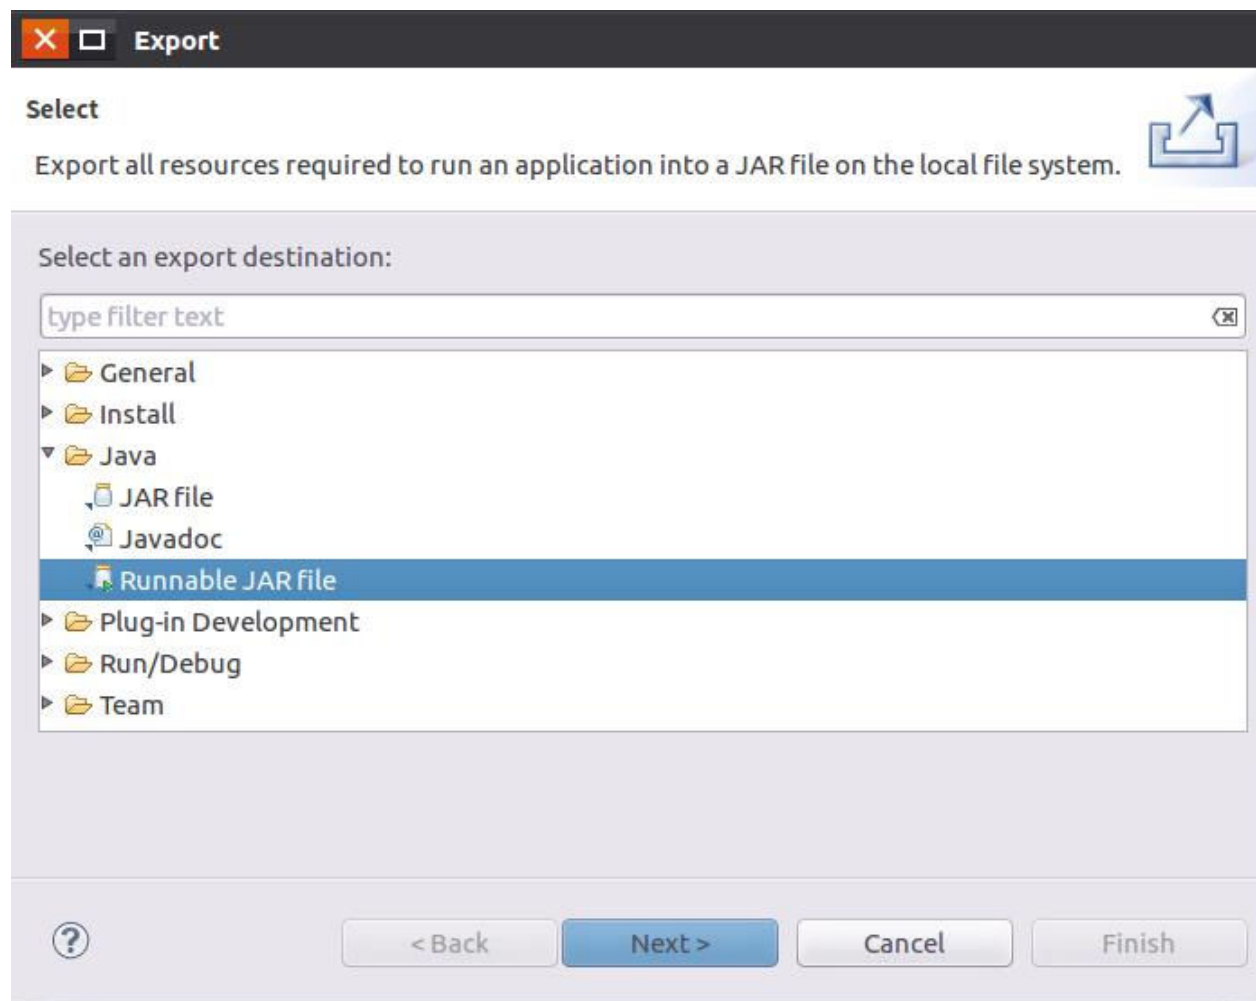 Export
Select
Export all resources required to run an application into a JAR file on the local file system.
Select an export destination:
type filter text
General
Install
Java
JAR file
Javadoc
Runnable JAR file
Plug-in Development
Run/Debug
Team
< Back Next > Cancel Finish